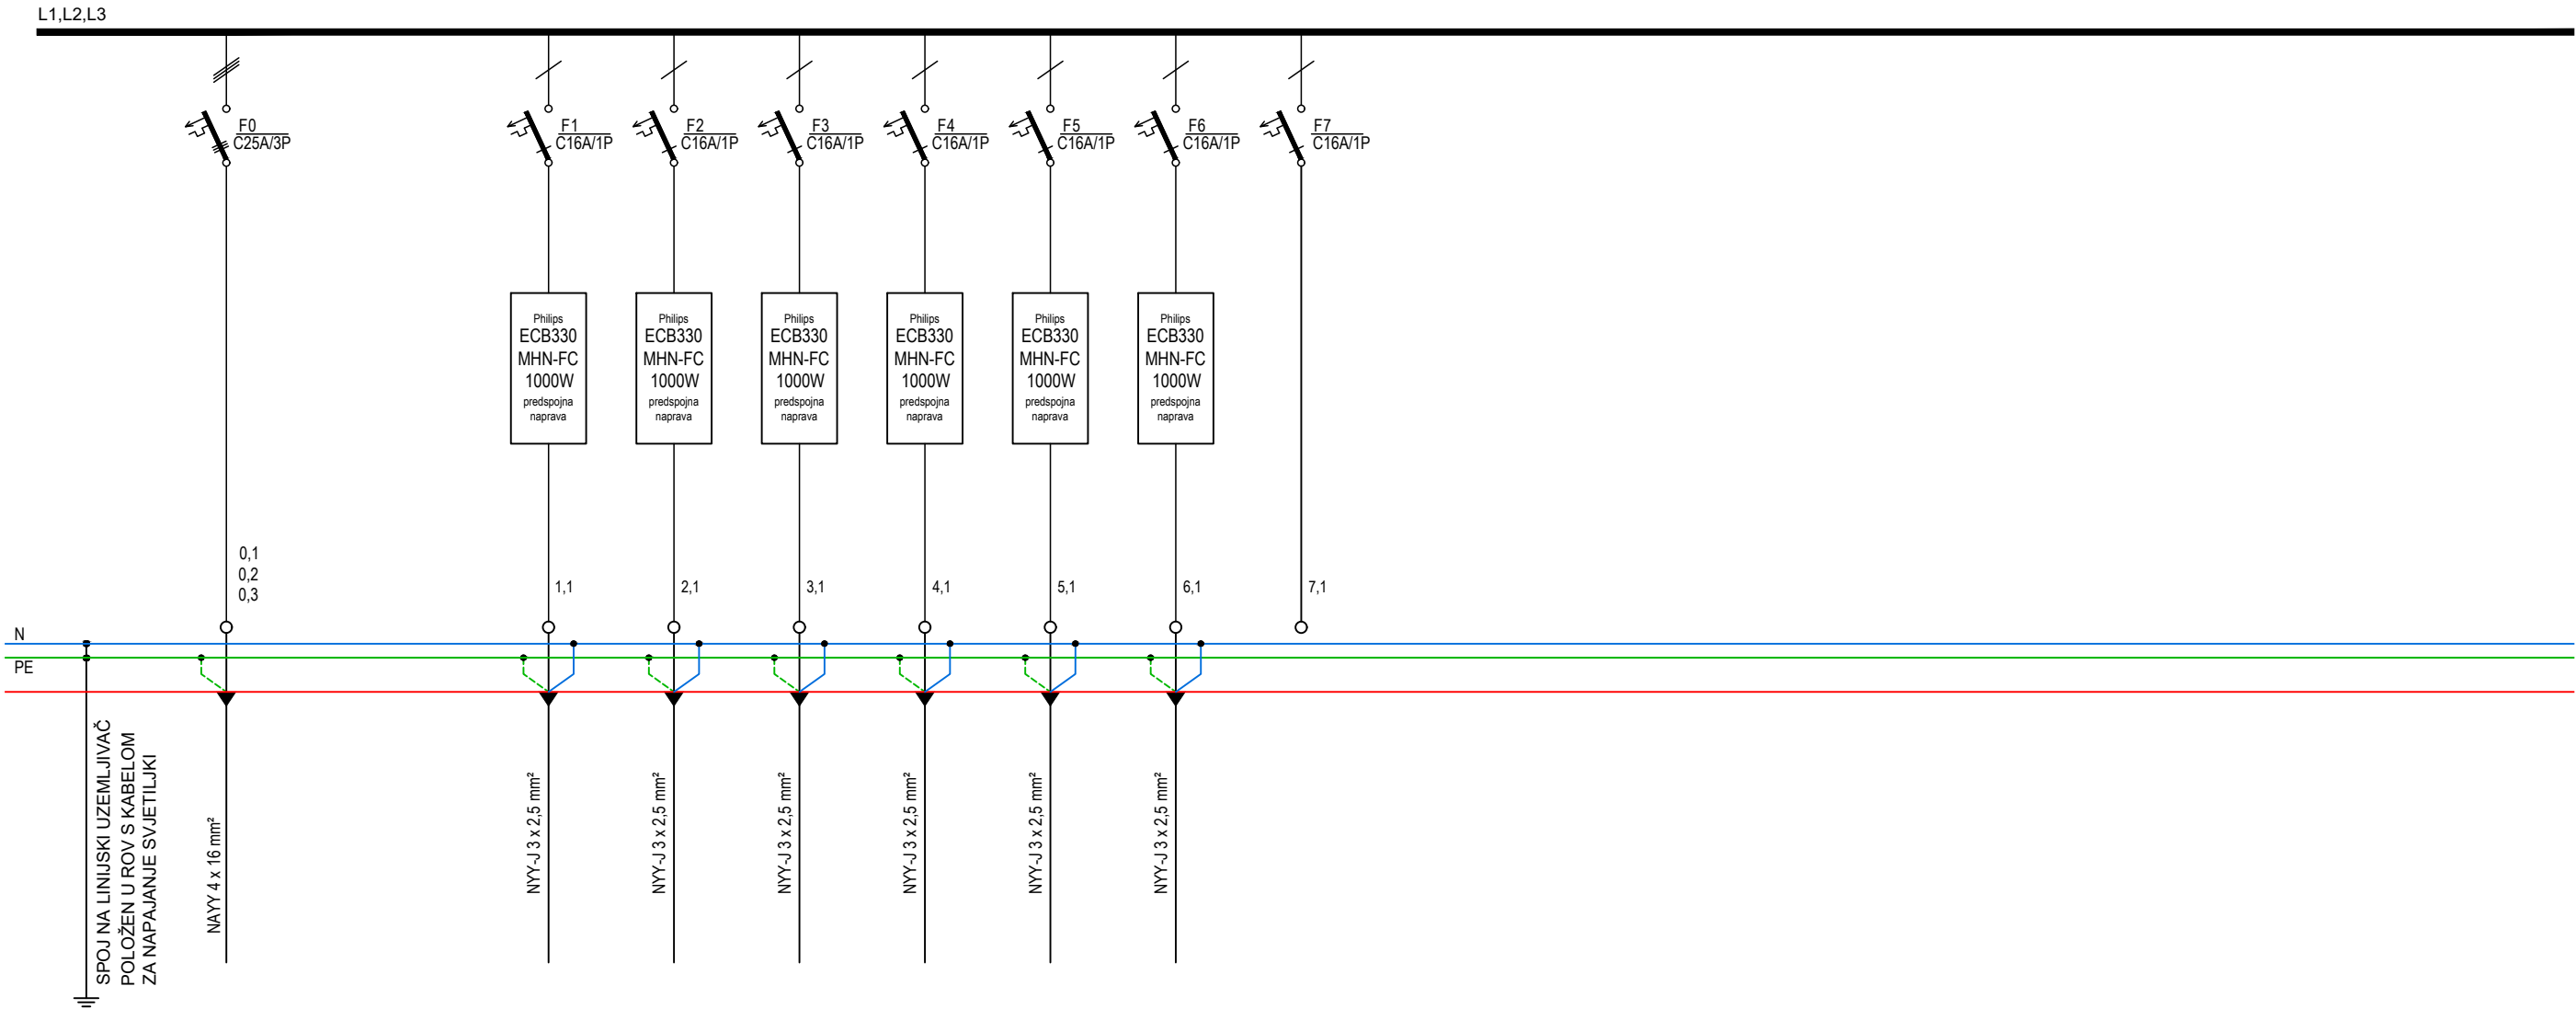 L1,L2,L3
F0
C25A/3P
F1
C16A/1P
F2
C16A/1P
F3
C16A/1P
F4
C16A/1P
F5
C16A/1P
F6
C16A/1P
F7
C16A/1P
Philips
ECB330
MHN-FC
1000W
predspojna
naprava
Philips
ECB330
MHN-FC
1000W
predspojna
naprava
Philips
ECB330
MHN-FC
1000W
predspojna
naprava
Philips
ECB330
MHN-FC
1000W
predspojna
naprava
Philips
ECB330
MHN-FC
1000W
predspojna
naprava
Philips
ECB330
MHN-FC
1000W
predspojna
naprava
0,1
0,2
0,3
1,1
2,1
3,1
4,1
5,1
6,1
7,1
N
PE
SPOJ NA LINIJSKI UZEMLJIVAČ
POLOŽEN U ROV S KABELOM
ZA NAPAJANJE SVJETILJKI
NAYY 4 x 16 mm²
NYY-J 3 x 2,5 mm²
NYY-J 3 x 2,5 mm²
NYY-J 3 x 2,5 mm²
NYY-J 3 x 2,5 mm²
NYY-J 3 x 2,5 mm²
NYY-J 3 x 2,5 mm²